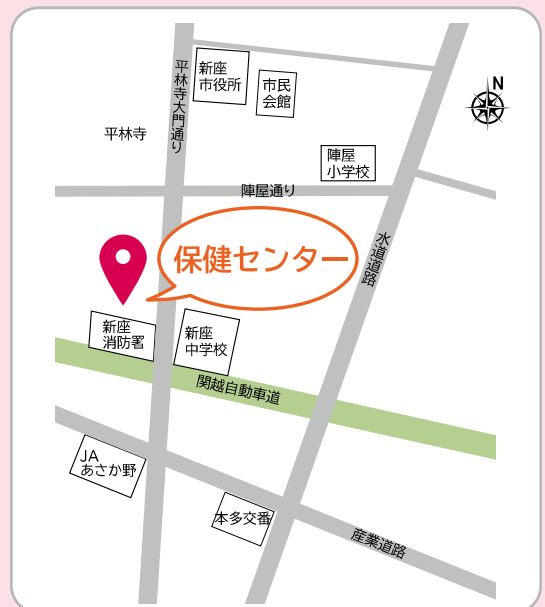 新座
市役所
市民
会館
N
平林寺大門通り
平林寺
陣屋
小学校
陣屋通り
水道道路
保健センター
新座
消防署
新座
中学校
関越自動車道
JA
あさか野
本多交番
産業道路